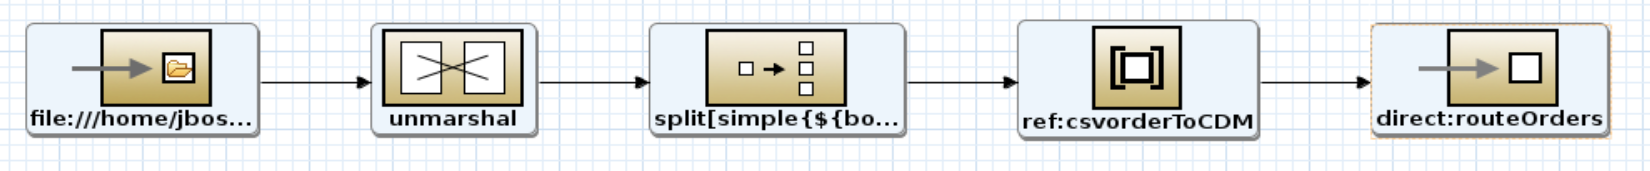 file:///home/jbos...
unmarshal
split[simple{${bo...
ref:csvorderToCDM
direct:routeOrders